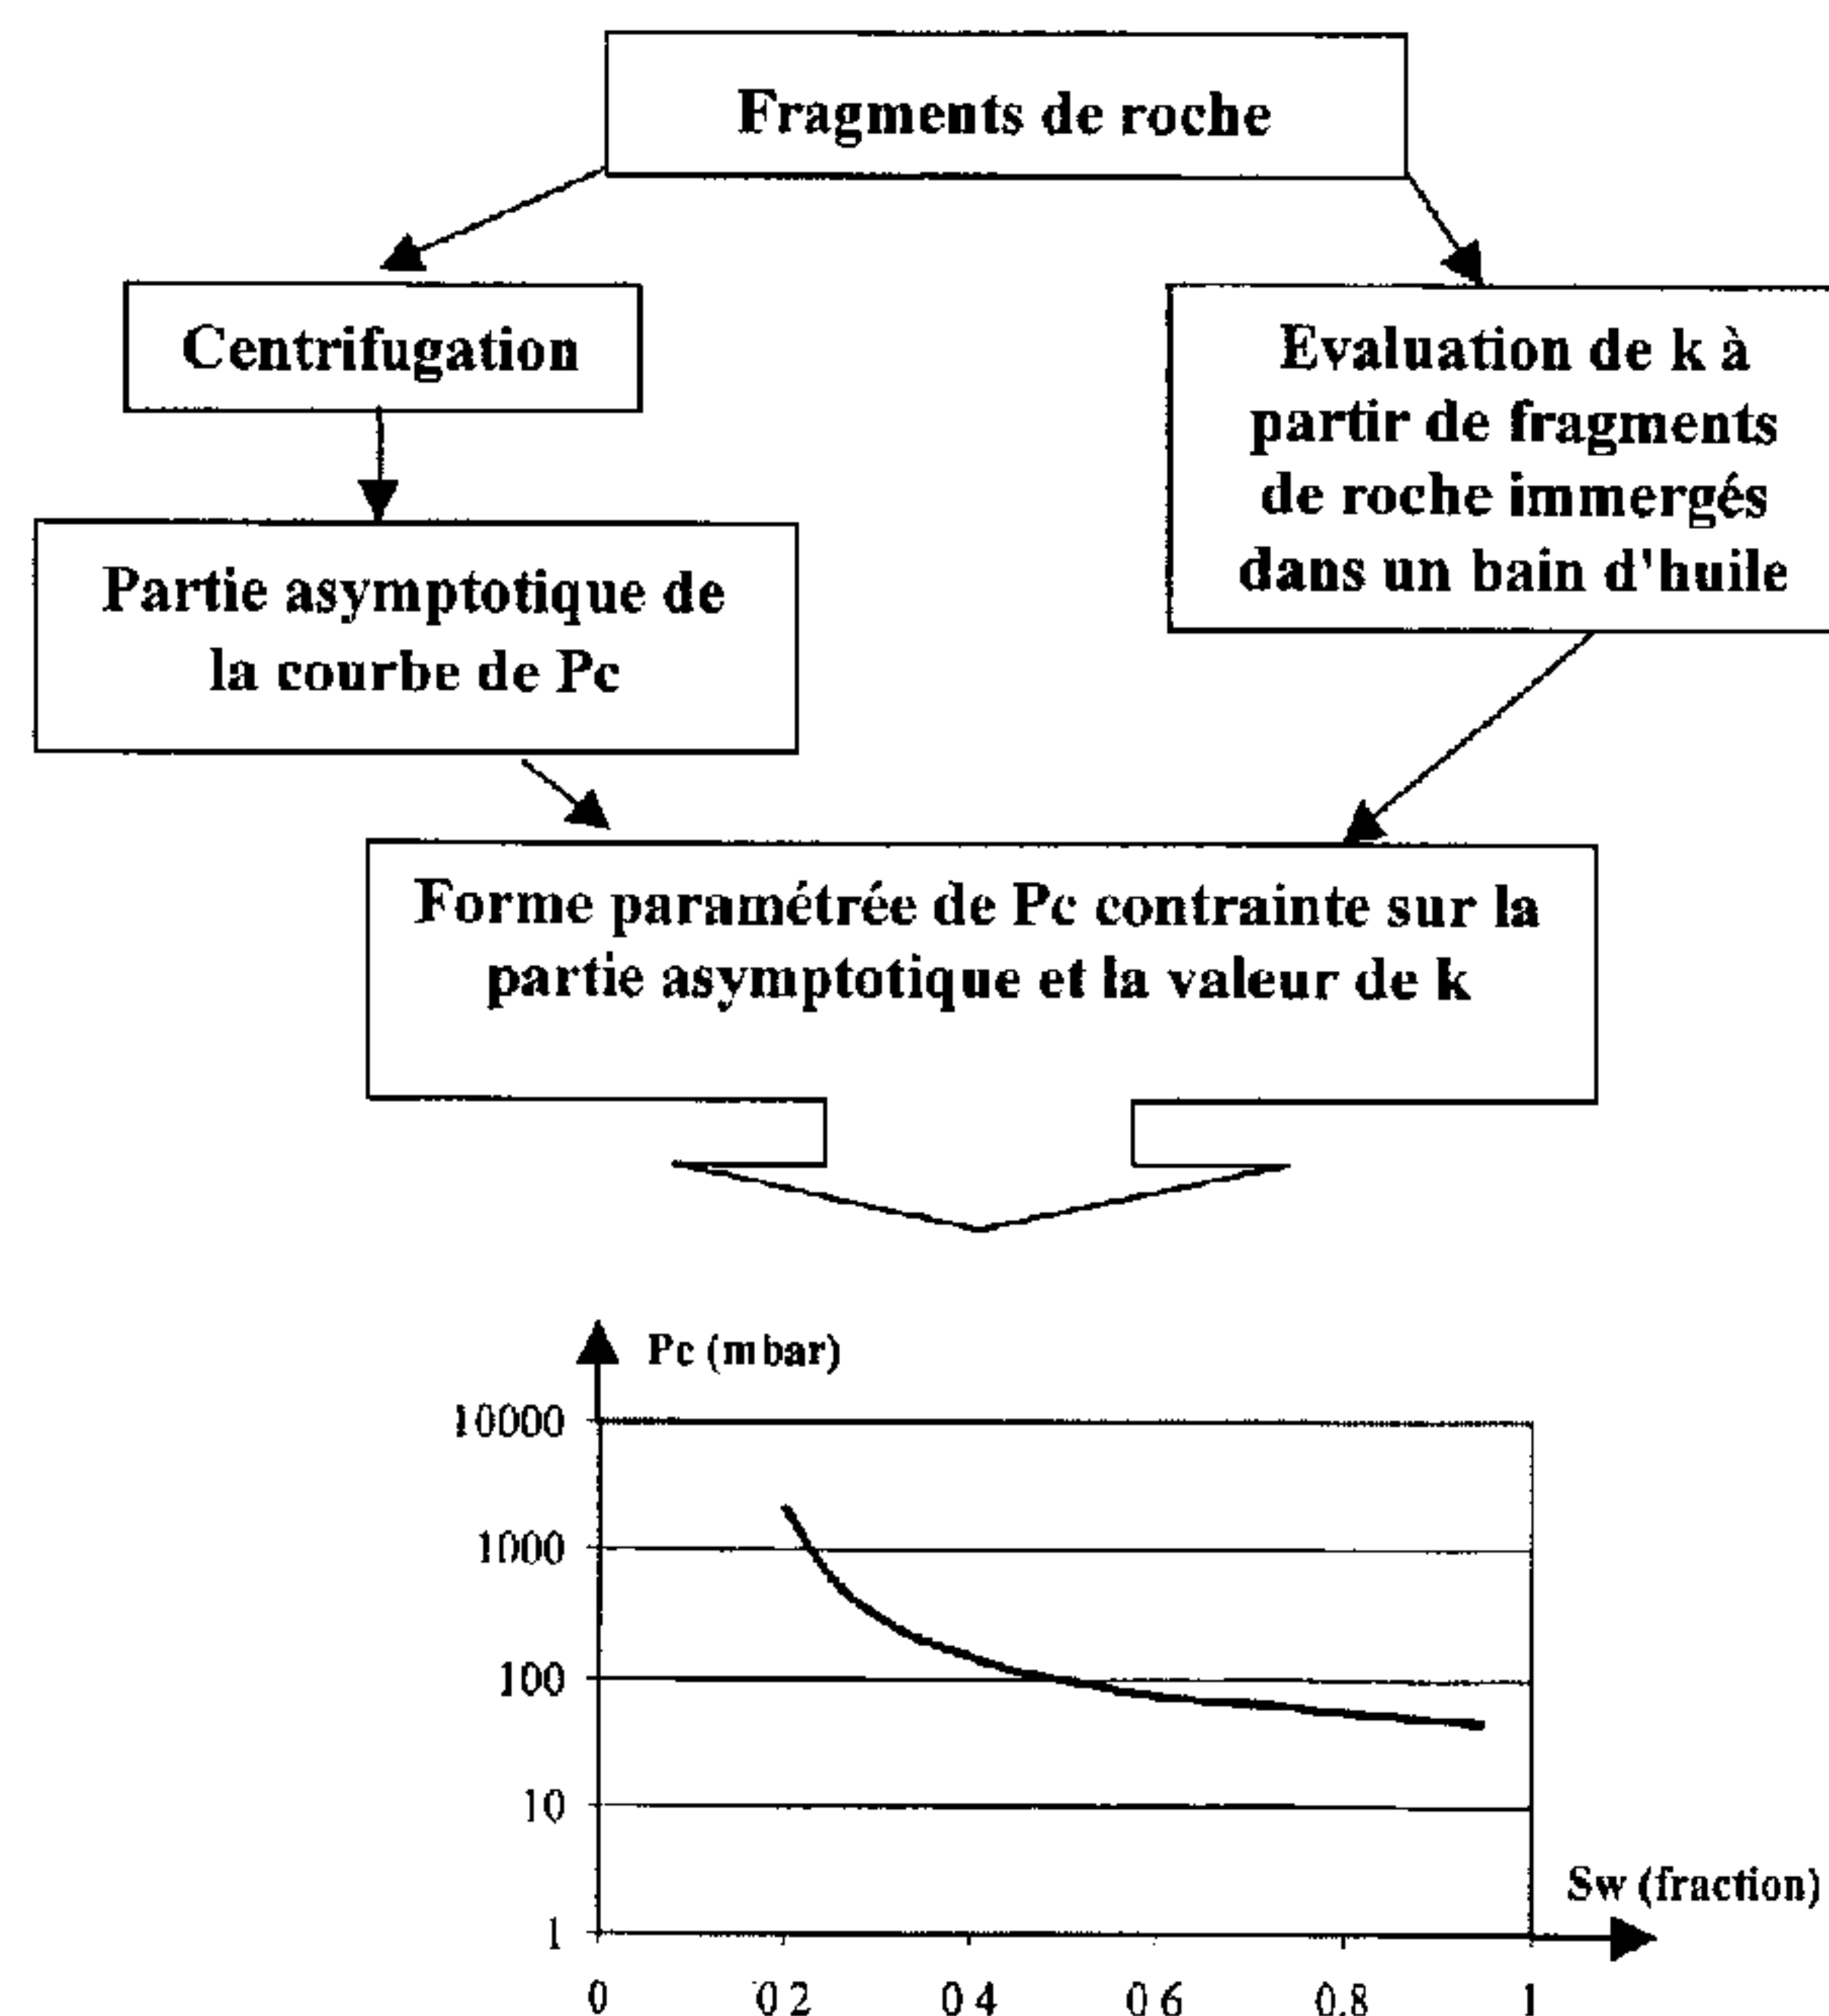 Fragments de roche
Centrifugation
Evaluation de k à
partir de fragments
de roche immergés
dans un bain d'huile
Partie asymptotique de
la courbe de Pc
Forme paramétrée de Pc contrainte sur la
partie asymptotique et la valeur de k
Pc (mbar)
10000
1000
100
10
1
Sw (fraction)
0 0 2 0 4 0 6 0.8 1